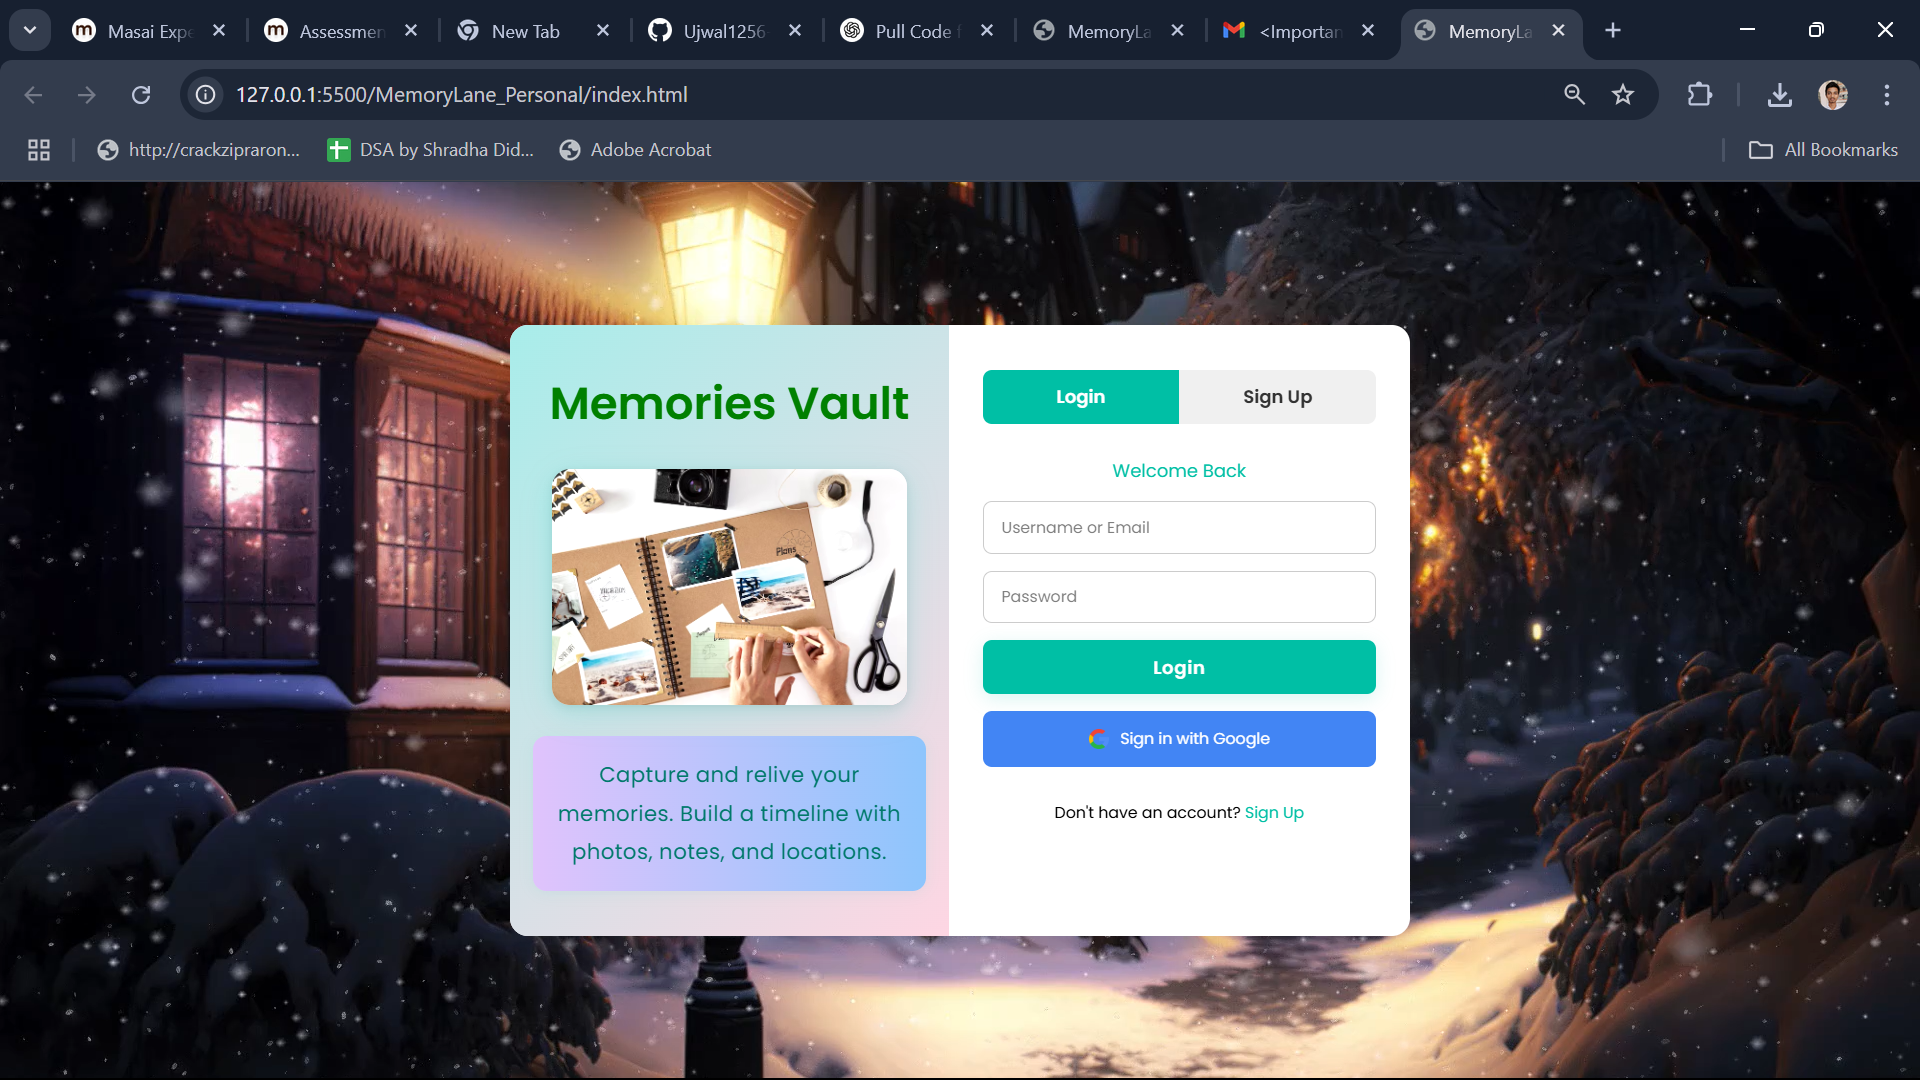 Masai Expe
Assessmen
New Tab
Ujwal1256
Pull Code f
MemoryLa
<Importan
MemoryLa
127.0.0.1:5500/MemoryLane_Personal/index.html
http://crackzipraron...
DSA by Shradha Did...
Adobe Acrobat
All Bookmarks
Memories Vault
Plans
Capture and relive your
memories. Build a timeline with
photos, notes, and locations.
Login
Sign Up
Welcome Back
Username or Email
Password
Login
Sign in with Google
Don't have an account? Sign Up